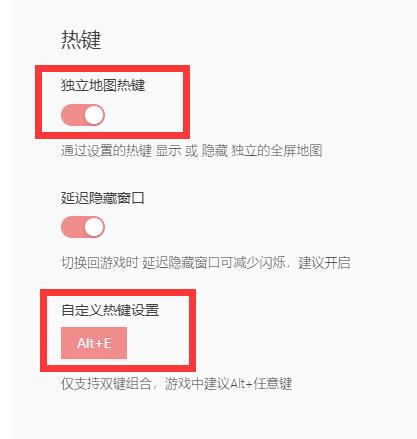 热键
独立地图热键
通过设置的热键 显示 或 隐藏 独立的全屏地图
延迟隐藏窗口
切换回游戏时 延迟隐藏窗口可减少闪烁，建议开启
自定义热键设置
Alt+E
仅支持双键组合，游戏中建议Alt+任意键